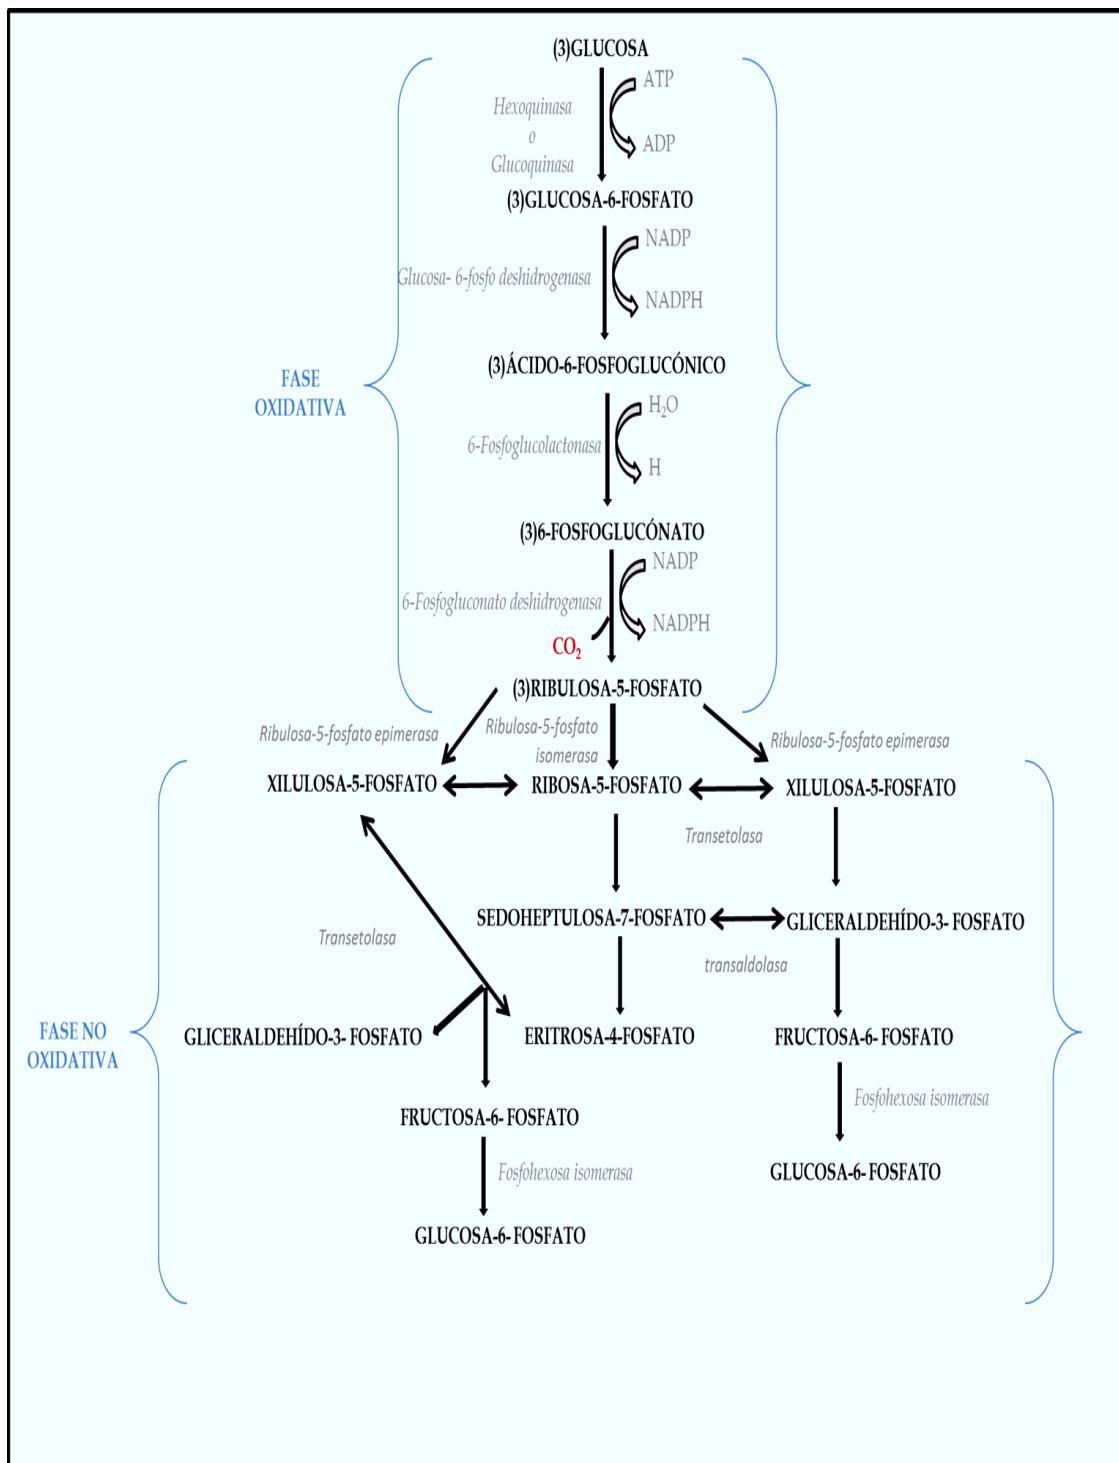 (3)GLUCOSA
ATP
Hexoquinasa
o
Glucoquinasa
ADP
(3)GLUCOSA-6-FOSFATO
NADP
Glucosa- 6-fosfo deshidrogenasa
NADPH
(3)ÁCIDO-6-FOSFOGLUCÓNICO
FASE
OXIDATIVA
H₂O
6-Fosfoglucolactonasa
H
(3)6-FOSFOGLUCÓNATO
NADP
6-Fosfogluconato deshidrogenasa
NADPH
CO₂
(3)RIBULOSA-5-FOSFATO
Ribulosa-5-fosfato epimerasa
Ribulosa-5-fosfato
isomerasa
Ribulosa-5-fosfato epimerasa
XILULOSA-5-FOSFATO
RIBOSA-5-FOSFATO
XILULOSA-5-FOSFATO
Transetolasa
SEDOHEPTULOSA-7-FOSFATO
GLICERALDEHÍDO-3- FOSFATO
Transetolasa
transaldolasa
FASE NO
OXIDATIVA
GLICERALDEHÍDO-3- FOSFATO
ERITROSA-4-FOSFATO
FRUCTOSA-6- FOSFATO
Fosfohexosa isomerasa
FRUCTOSA-6- FOSFATO
Fosfohexosa isomerasa
GLUCOSA-6- FOSFATO
GLUCOSA-6- FOSFATO